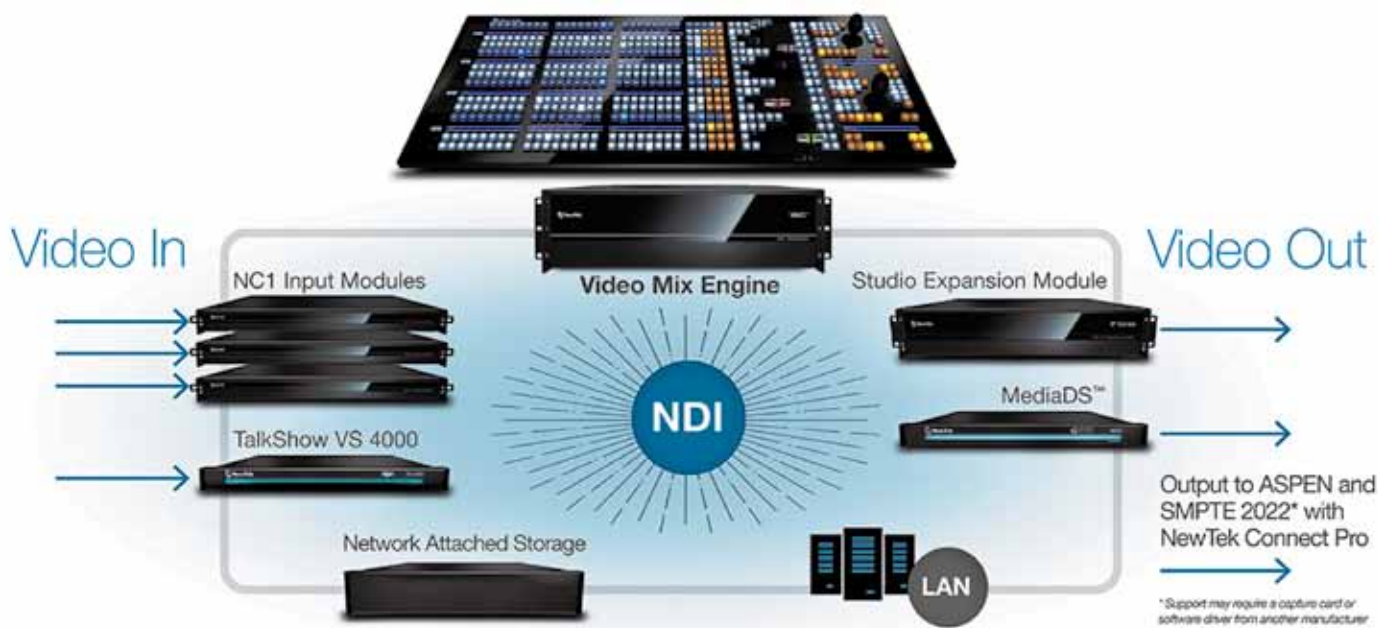 Video In
Video Out
NC1 Input Modules
Video Mix Engine
Studio Expansion Module
NDI
MediaDS™
TalkShow VS 4000
Output to ASPEN and
SMPTE 2022* with
NewTek Connect Pro
Network Attached Storage
LAN
*Support may require a capture card or
software driver from another manufacturer